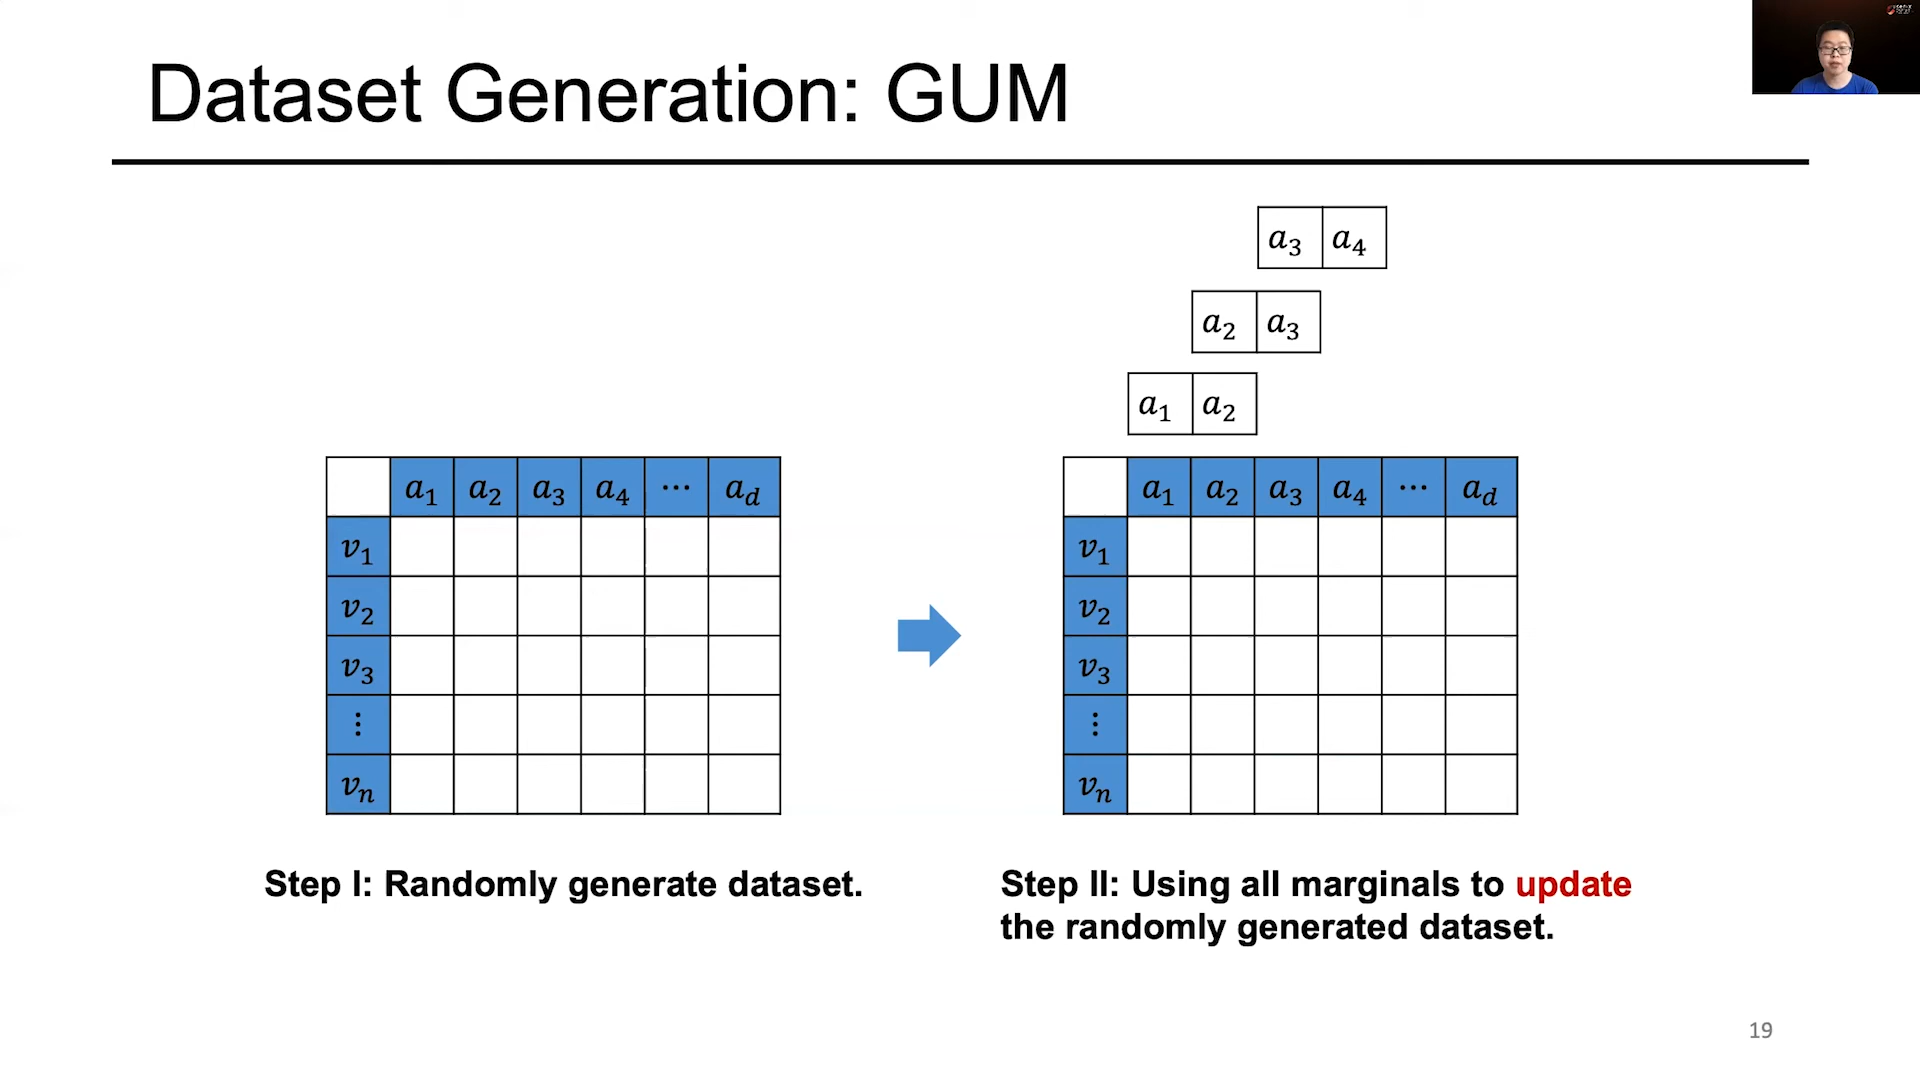 Dataset Generation: GUM
a₃ a₄
a₂ a₃
a₁ a₂
a₁ a₂ a₃ a₄ ⋯ a_d
v₁
v₂
v₃
⋮
v_n
a₁ a₂ a₃ a₄ ⋯ a_d
v₁
v₂
v₃
⋮
v_n
Step I: Randomly generate dataset.
Step II: Using all marginals to update
the randomly generated dataset.
19